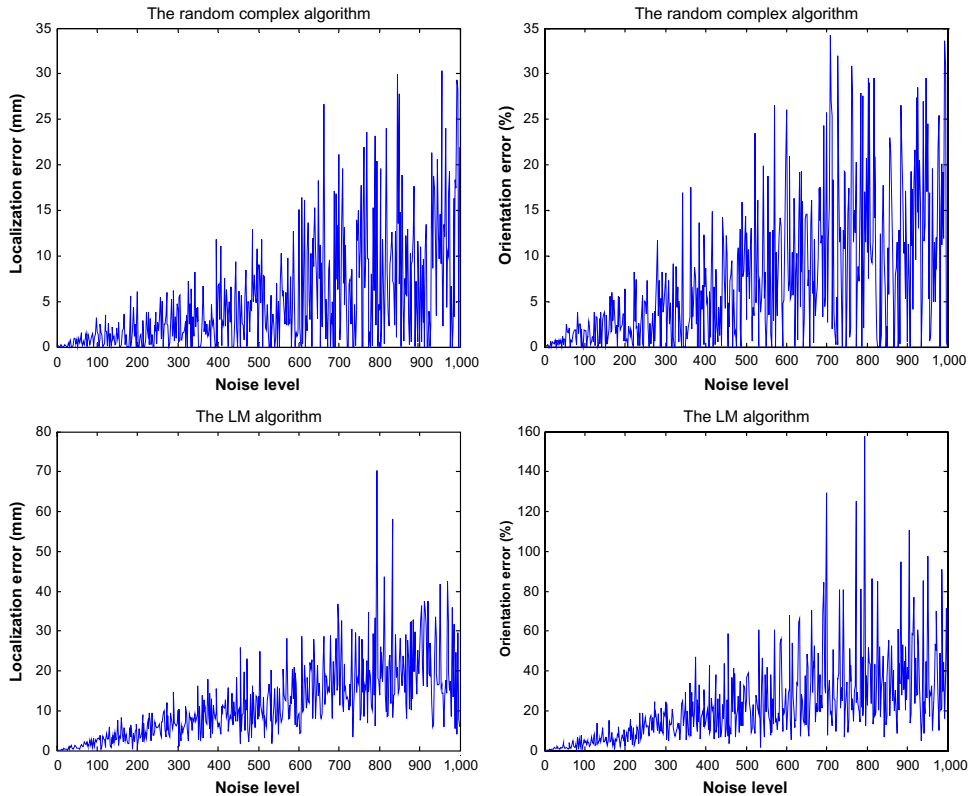 The random complex algorithm
Localization error (mm)
35
30
25
20
15
10
5
0
0 100 200 300 400 500 600 700 800 900 1,000
Noise level
The random complex algorithm
Orientation error (%)
35
30
25
20
15
10
5
0
0 100 200 300 400 500 600 700 800 900 1,000
Noise level
The LM algorithm
Localization error (mm)
80
70
60
50
40
30
20
10
0
0 100 200 300 400 500 600 700 800 900 1,000
Noise level
The LM algorithm
Orientation error (%)
160
140
120
100
80
60
40
20
0
0 100 200 300 400 500 600 700 800 900 1,000
Noise level